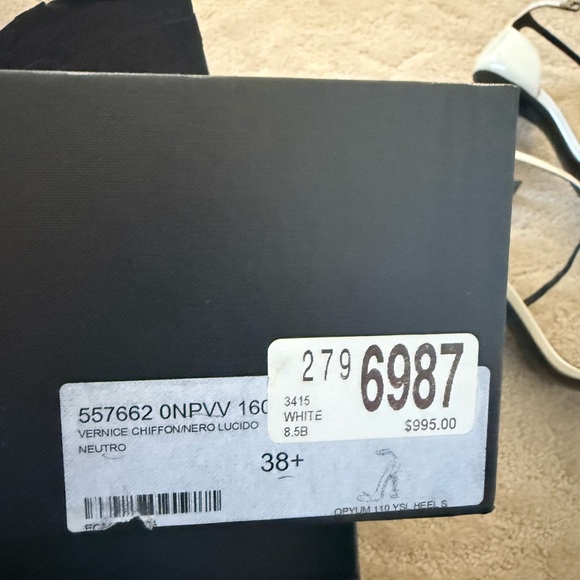 279 6987
3415
WHITE
8.5B
$995.00
557662 0NPVV 160
VERNICE CHIFFON/NERO LUCIDO
NEUTRO
38+
OPYUM 110 YSL HEEL S